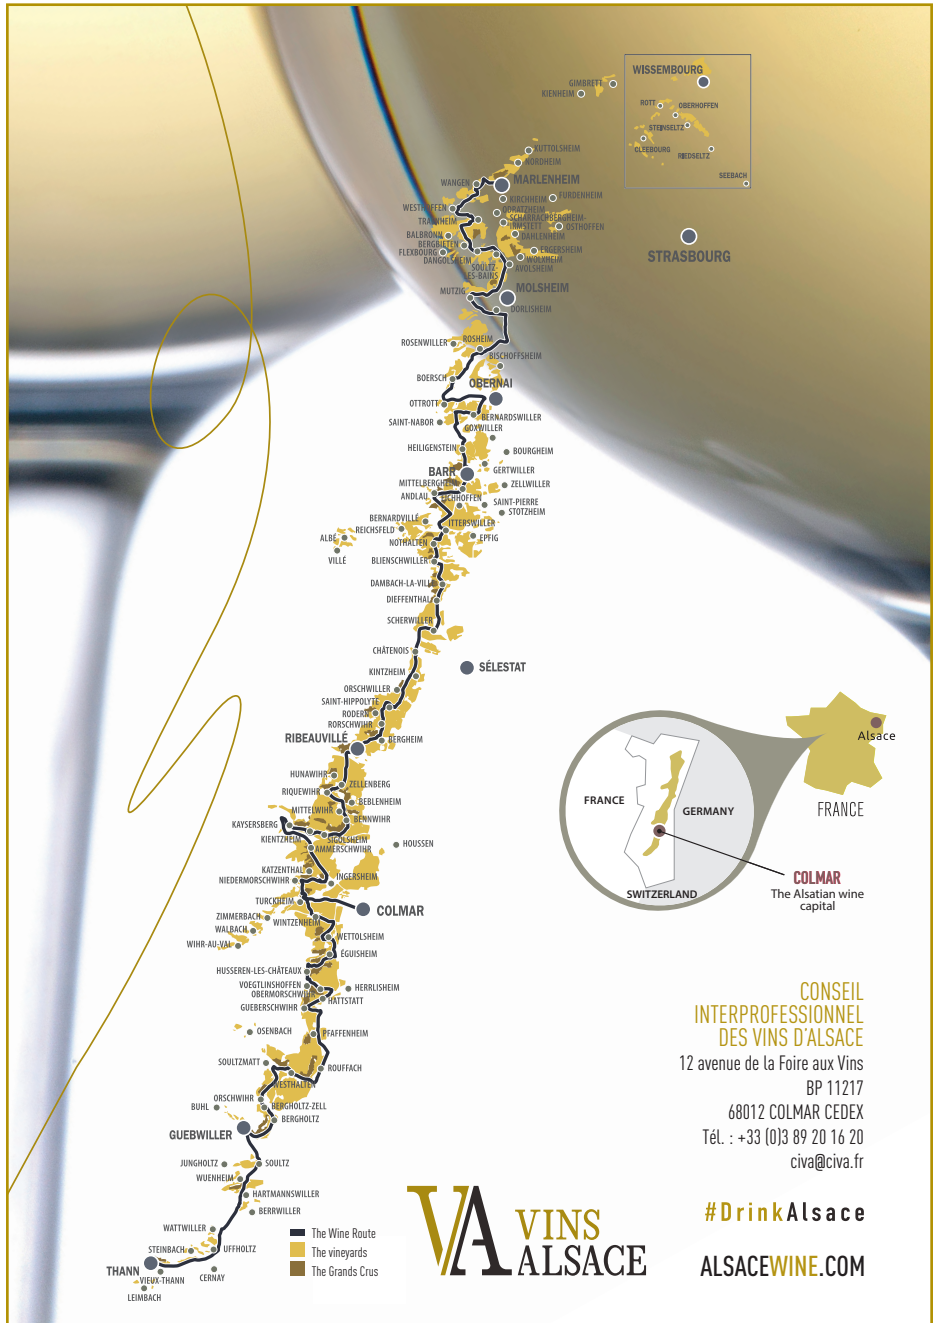 GIMBRETT
KIENHEIM
WISSEMBOURG
ROTT
OBERHOFFEN
STEINSELTZ
CLEEBOURG
RIEDSELTZ
SEEBACH
KUTTOLSHEIM
NORDHEIM
WANGEN
MARLENHEIM
KIRCHHEIM
FURDENHEIM
WESTHOFFEN
ODRATZHEIM
TRAENHEIM
SCHARRACHBERGHEIM-
IRMSTETT
OSTHOFFEN
BALBRONN
DAHLENHEIM
BERGBIETEN
FLEXBOURG
ERGERSHEIM
DANGOLSHEIM
WOLXHEIM
SOULTZ-
LES-BAINS
AVOLSHEIM
STRASBOURG
MUTZIG
MOLSHEIM
DORLISHEIM
ROSENWILLER
ROSHEIM
BISCHOFFSHEIM
BOERSCH
OBERNAI
OTTROTT
BERNARDSWILLER
SAINT-NABOR
GOXWILLER
HEILIGENSTEIN
BOURGHEIM
BARR
GERTWILLER
MITTELBERGHEIM
ZELLWILLER
ANDLAU
EICHHOFFEN
SAINT-PIERRE
STOTZHEIM
BERNARDVILLÉ
ITTERSWILLER
REICHSFELD
ALBÉ
NOTHALTEN
EPFIG
VILLÉ
BLIENSCHWILLER
DAMBACH-LA-VILLE
DIEFFENTHAL
SCHERWILLER
CHÂTENOIS
SÉLESTAT
KINTZHEIM
ORSCHWILLER
SAINT-HIPPOLYTE
RODERN
RORSCHWIHR
RIBEAUVILLÉ
BERGHEIM
HUNAWIHR
ZELLENBERG
RIQUEWIHR
BEBLENHEIM
MITTELWIHR
BENNWIHR
KAYSERSBERG
KIENTZHEIM
SIGOLSHEIM
AMMERSCHWIHR
HOUSSEN
KATZENTHAL
NIEDERMORSCHWIHR
INGERSHEIM
TURCKHEIM
COLMAR
ZIMMERBACH
WINTZENHEIM
WALBACH
WETTOLSHEIM
WIHR-AU-VAL
ÉGUISHEIM
HUSSEREN-LES-CHÂTEAUX
VOEGTLINSHOFFEN
HERRLISHEIM
OBERMORSCHWIHR
HATTSTATT
GUEBERSCHWIHR
OSENBACH
PFAFFENHEIM
SOULTZMATT
ROUFFACH
WESTHALTEN
ORSCHWIHR
BUHL
BERGHOLTZ-ZELL
BERGHOLTZ
GUEBWILLER
JUNGHOLTZ
SOULTZ
WUENHEIM
HARTMANNSWILLER
BERRWILLER
WATTWILLER
STEINBACH
UFFHOLTZ
THANN
VIEUX-THANN
CERNAY
LEIMBACH
The Wine Route
The vineyards
The Grands Crus
Alsace
FRANCE
FRANCE
GERMANY
SWITZERLAND
COLMAR
The Alsatian wine
capital
CONSEIL
INTERPROFESSIONNEL
DES VINS D'ALSACE
12 avenue de la Foire aux Vins
BP 11217
68012 COLMAR CEDEX
Tél. : +33 (0)3 89 20 16 20
civa@civa.fr
VA VINS
ALSACE
#DrinkAlsace
ALSACEWINE.COM